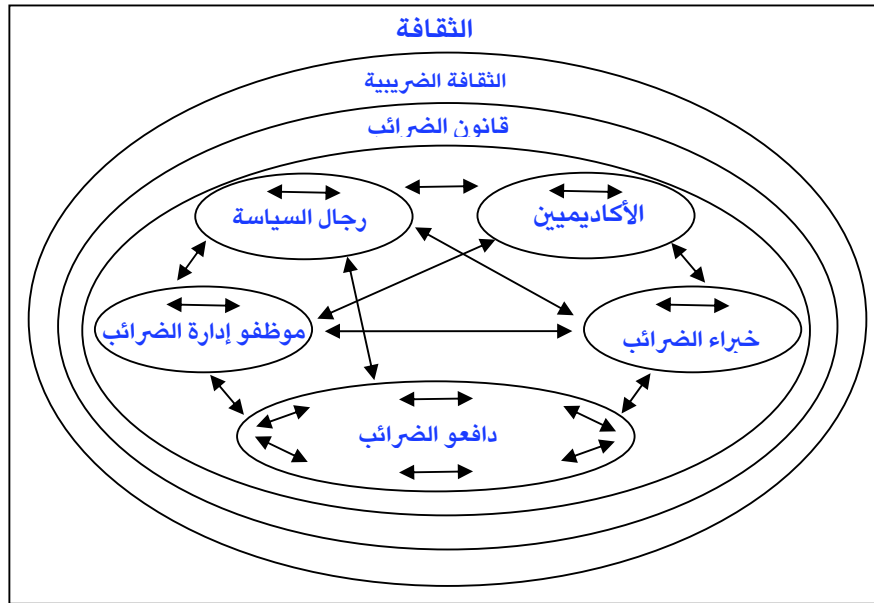 الثقافة
الثقافة الضريبية
قانون الضرائب
الأكاديميين
رجال السياسة
خبراء الضرائب
موظفو إدارة الضرائب
دافعو الضرائب